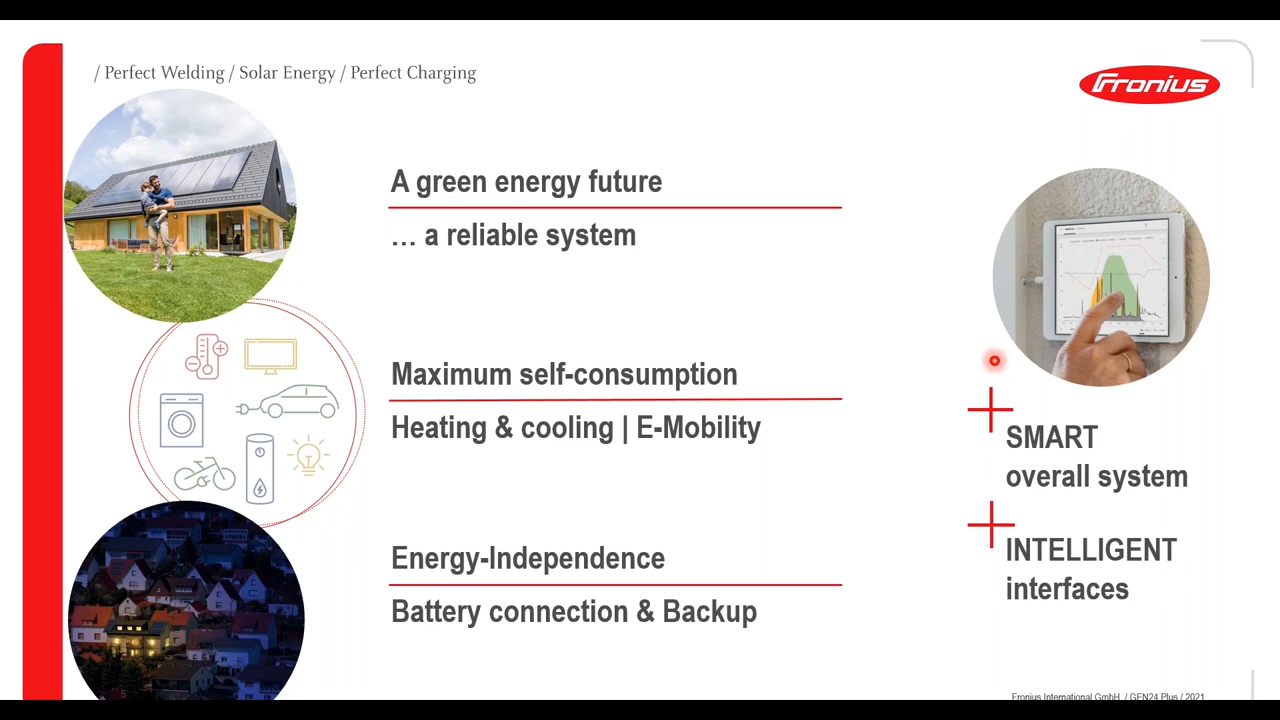 / Perfect Welding / Solar Energy / Perfect Charging
Fronius
A green energy future
… a reliable system
Maximum self-consumption
Heating & cooling | E-Mobility
Energy-Independence
Battery connection & Backup
SMART
overall system
INTELLIGENT
interfaces
5
Fronius International GmbH / GEN24 Plus / 2021